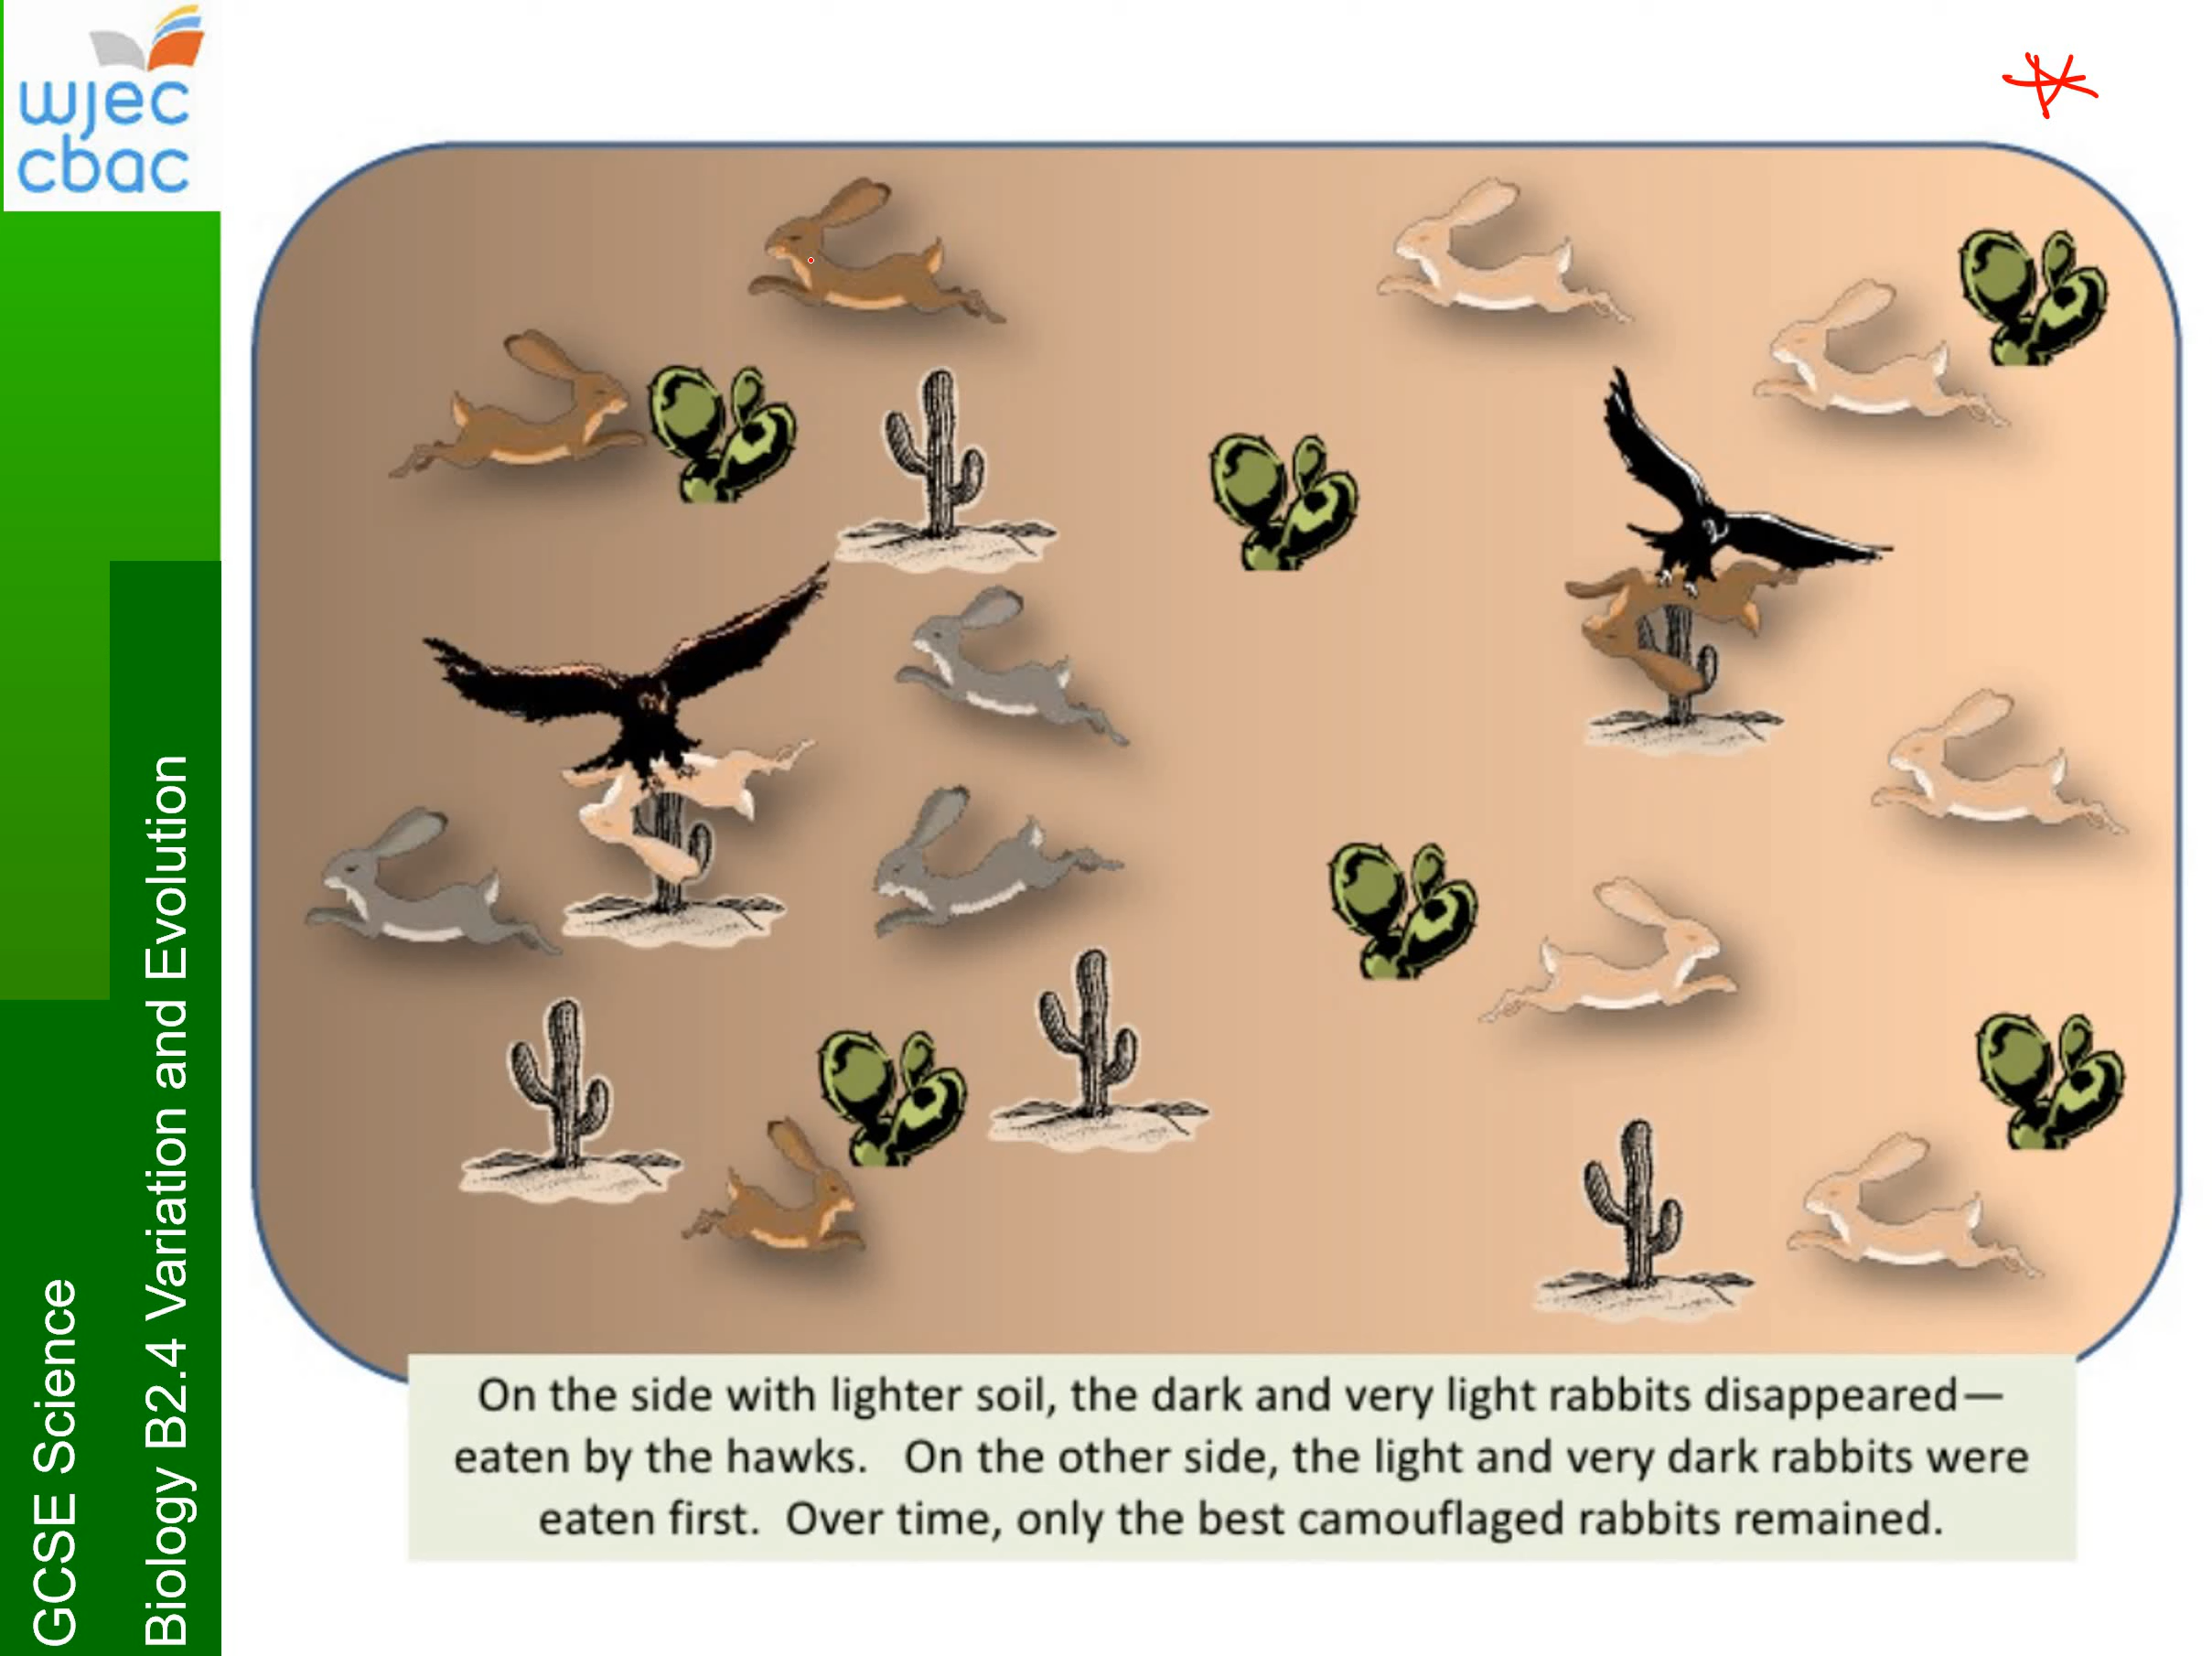 wjec
cbac
GCSE Science
Biology B2.4 Variation and Evolution
On the side with lighter soil, the dark and very light rabbits disappeared—
eaten by the hawks.   On the other side, the light and very dark rabbits were
eaten first.  Over time, only the best camouflaged rabbits remained.